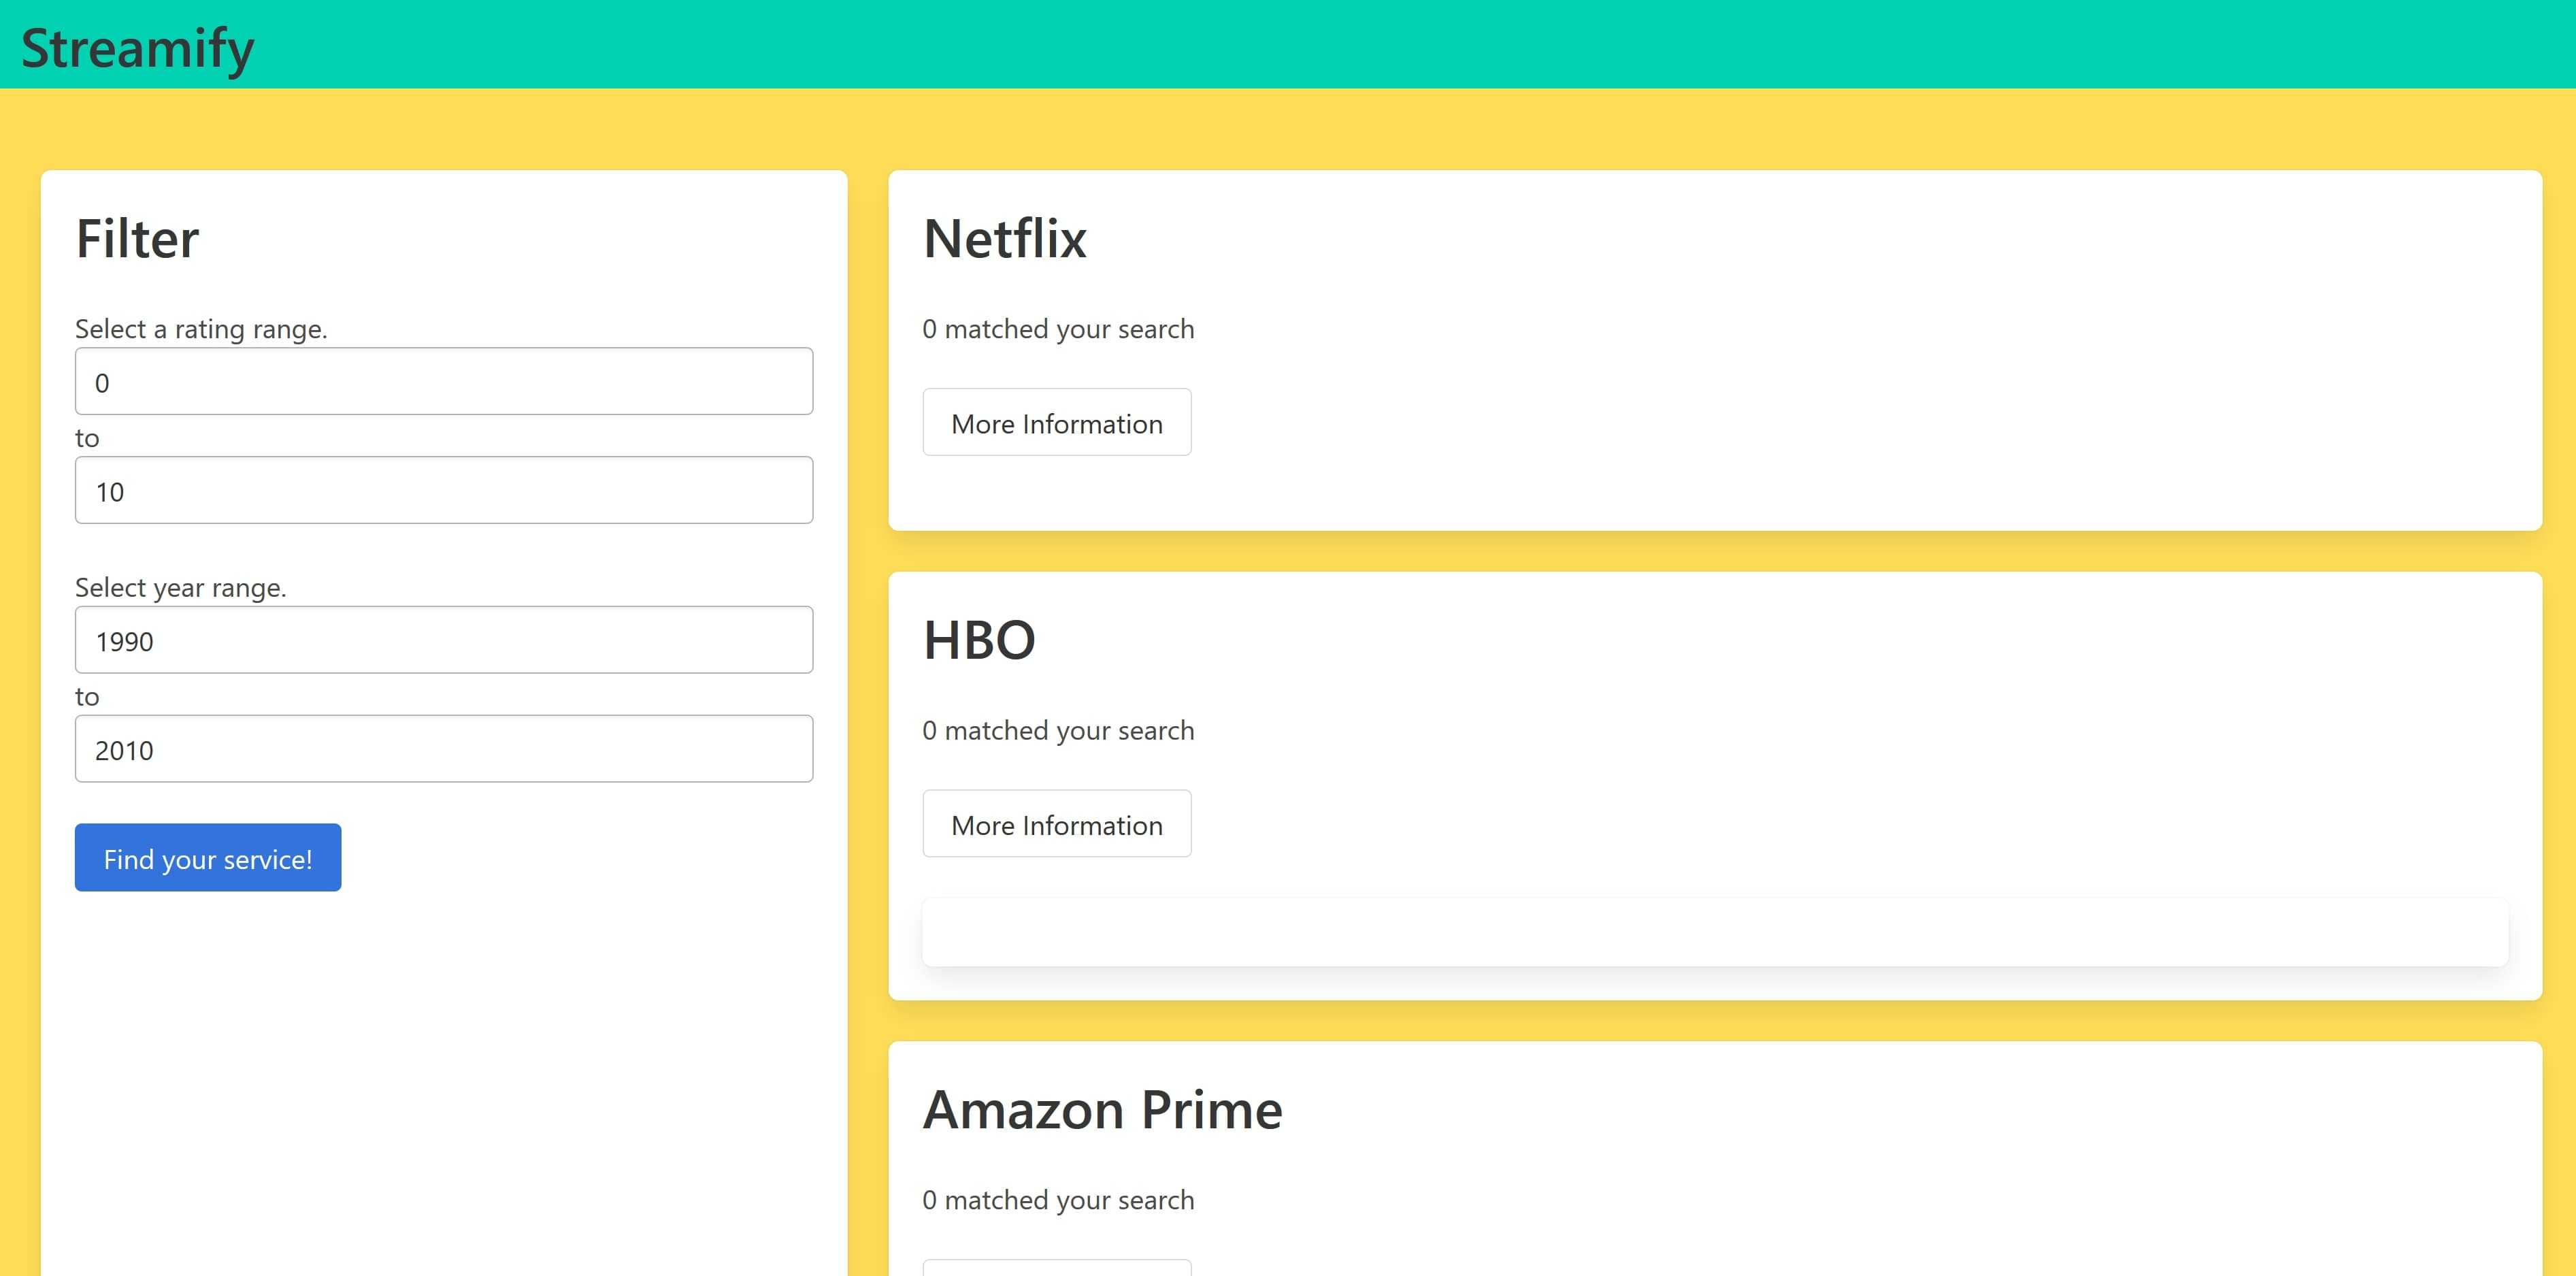 Streamify
Filter
Select a rating range.
0
to
10
Select year range.
1990
to
2010
Find your service!
Netflix
0 matched your search
More Information
HBO
0 matched your search
More Information
Amazon Prime
0 matched your search